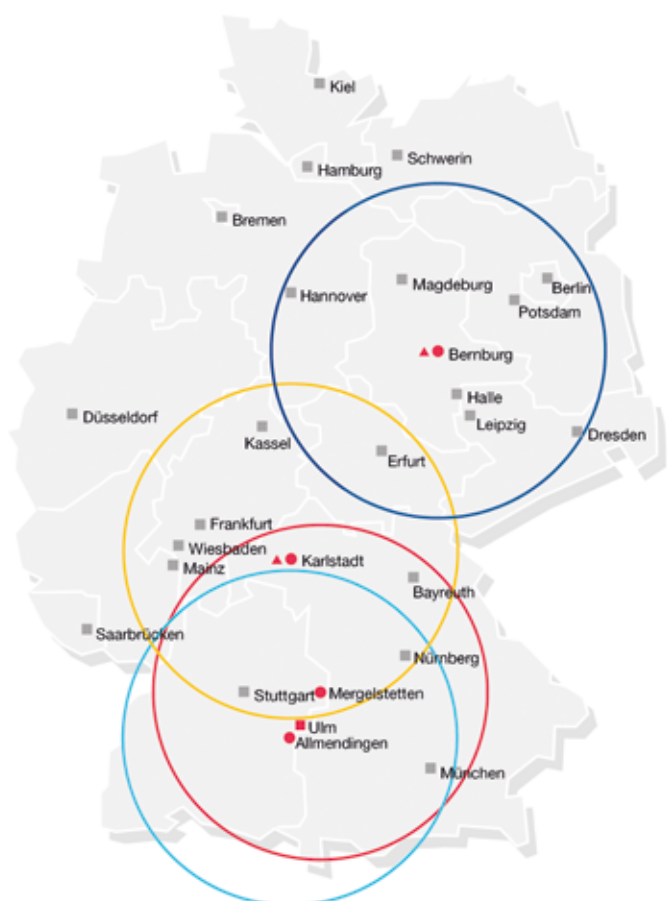 Kiel
Schwerin
Hamburg
Bremen
Hannover
Magdeburg
Berlin
Potsdam
Bernburg
Halle
Düsseldorf
Leipzig
Kassel
Dresden
Erfurt
Frankfurt
Wiesbaden
Karlstadt
Mainz
Bayreuth
Saarbrücken
Nürnberg
Stuttgart
Mergelstetten
Ulm
Allmendingen
München